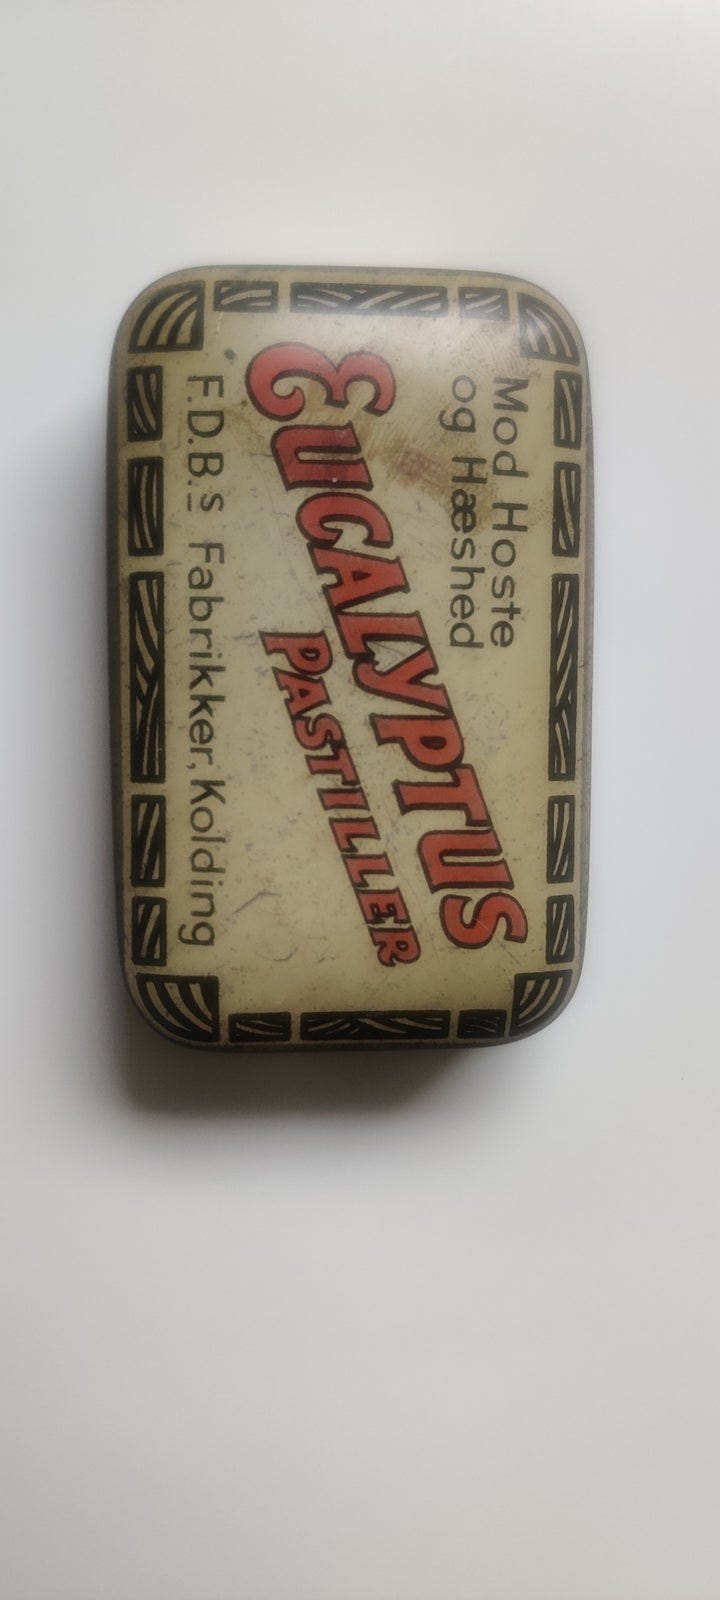 Mod Hoste
og Hæshed
EUCALYPTUS
PASTILLER
F.D.B.s Fabrikker, Kolding